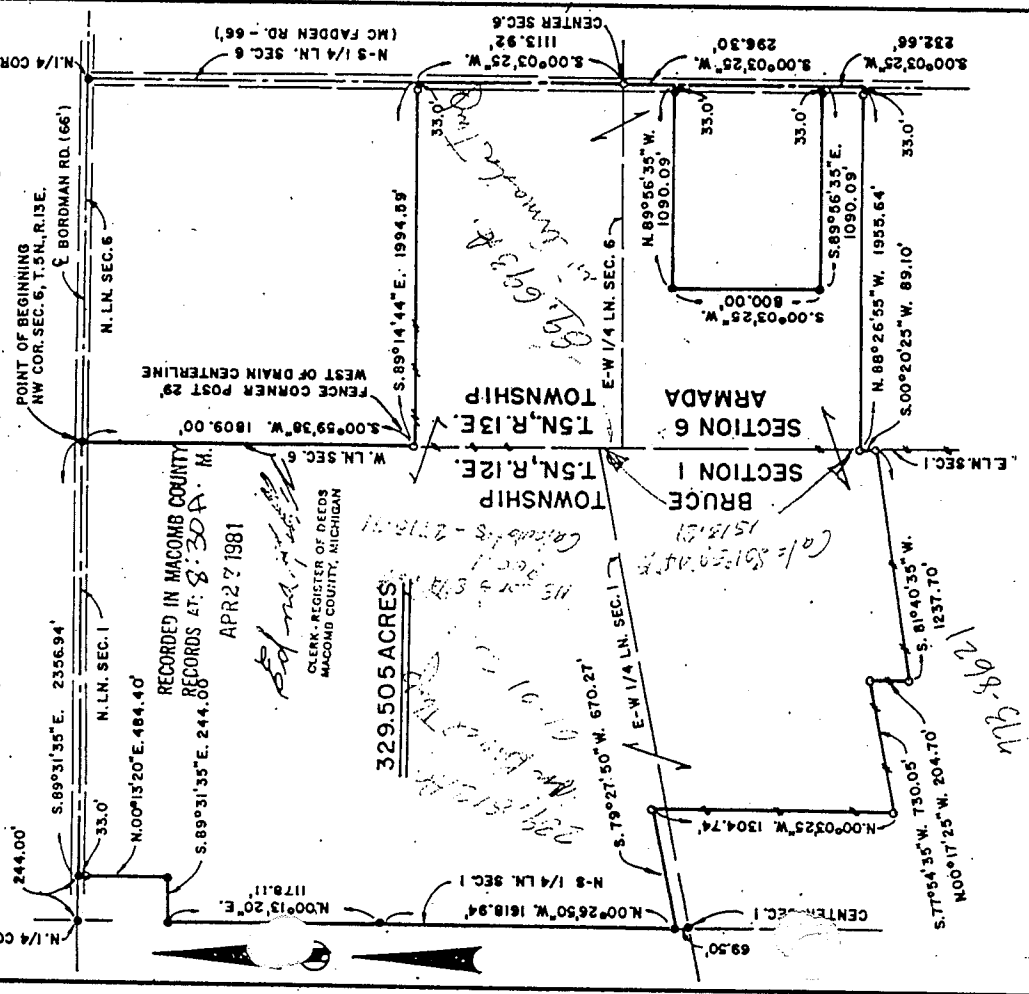 N.1/4 COR
N-S 1/4 LN. SEC. 6
(MC FADDEN RD. - 66')
S.00°03'25"W.
1113.92'
CENTER SEC.6
S.00°03'25"W.
296.30'
S.00°03'25"W.
232.66'
33.0'
33.0'
33.0'
33.0'
℄ BORDMAN RD. (66')
N. LN. SEC. 6
POINT OF BEGINNING
NW COR. SEC. 6, T.5N., R.13E.
S.89°14'44"E. 1994.59'
FENCE CORNER POST 29'
WEST OF DRAIN CENTERLINE
S.00°59'38"W. 1809.00'
W. LN. SEC. 6
E-W 1/4 LN. SEC. 6
N.89°56'35"W.
1090.09'
S.89°56'35"E.
1090.09'
S.00°03'25"W.
800.00'
N.88°26'55"W. 1955.64'
S.00°20'25"W. 89.10'
89.693 A.
in Armada Twp
T.5N., R.13E.
TOWNSHIP
SECTION 6
ARMADA
T.5N., R.12E.
TOWNSHIP
SECTION 1
BRUCE
E. LN. SEC. 1
RECORDED IN MACOMB COUNTY
RECORDS AT: 8:30 A. M.
APR 27 1981
CLERK - REGISTER OF DEEDS
MACOMB COUNTY, MICHIGAN
329.505 ACRES
S.89°31'35"E. 2356.94'
N. LN. SEC. 1
244.00'
33.0'
N.00°13'20"E. 484.40'
S.89°31'35"E. 244.00'
N.1/4 CO
N.00°13'20"E.
1178.11'
N-S 1/4 LN. SEC. 1
N.00°26'50"W. 1618.94'
S.79°27'50"W. 670.27'
E-W 1/4 LN. SEC. 1
CENTER SEC. 1
69.50'
N.00°03'25"W. 1304.74'
S.77°54'35"W. 730.05'
N.00°17'25"W. 204.70'
S.81°40'35"W.
1237.70'